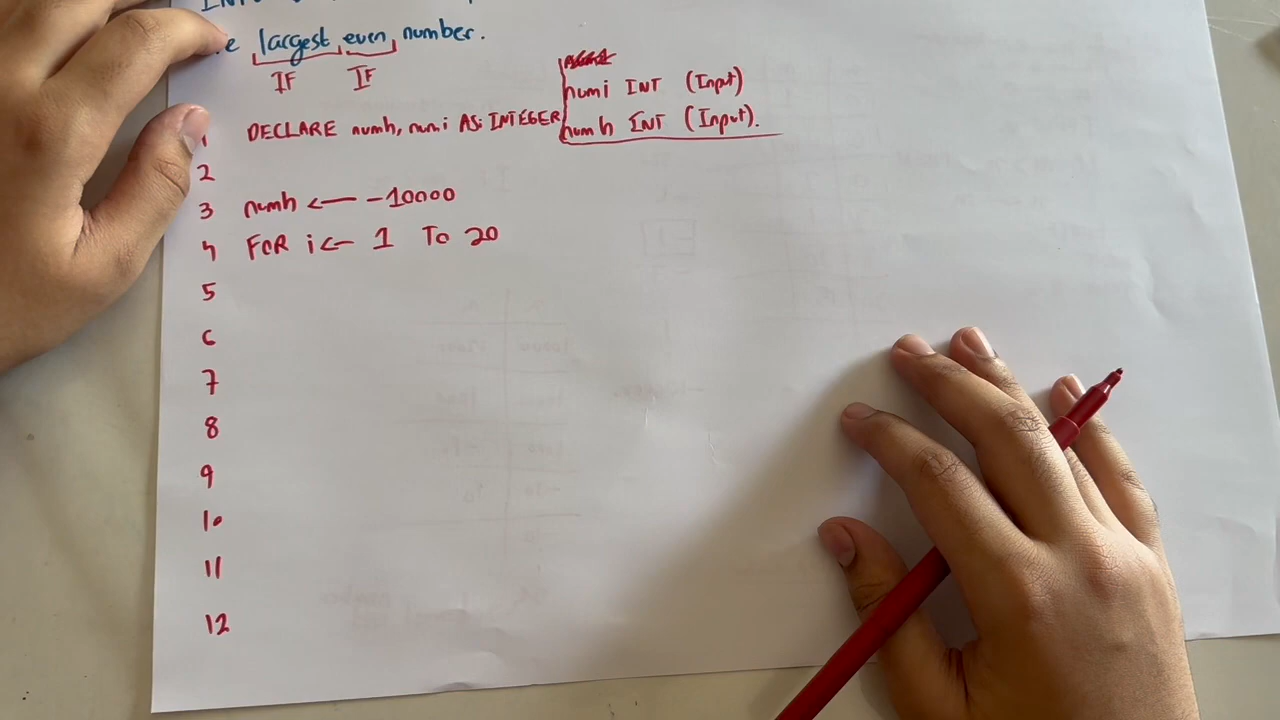 largest even number.
IF IF
numi INT (Input)
1 DECLARE numh, numi AS INTEGER
numh INT (Input).
2
3 numh ← -10000
4 FOR i ← 1 To 20
5
6
7
8
9
10
11
12